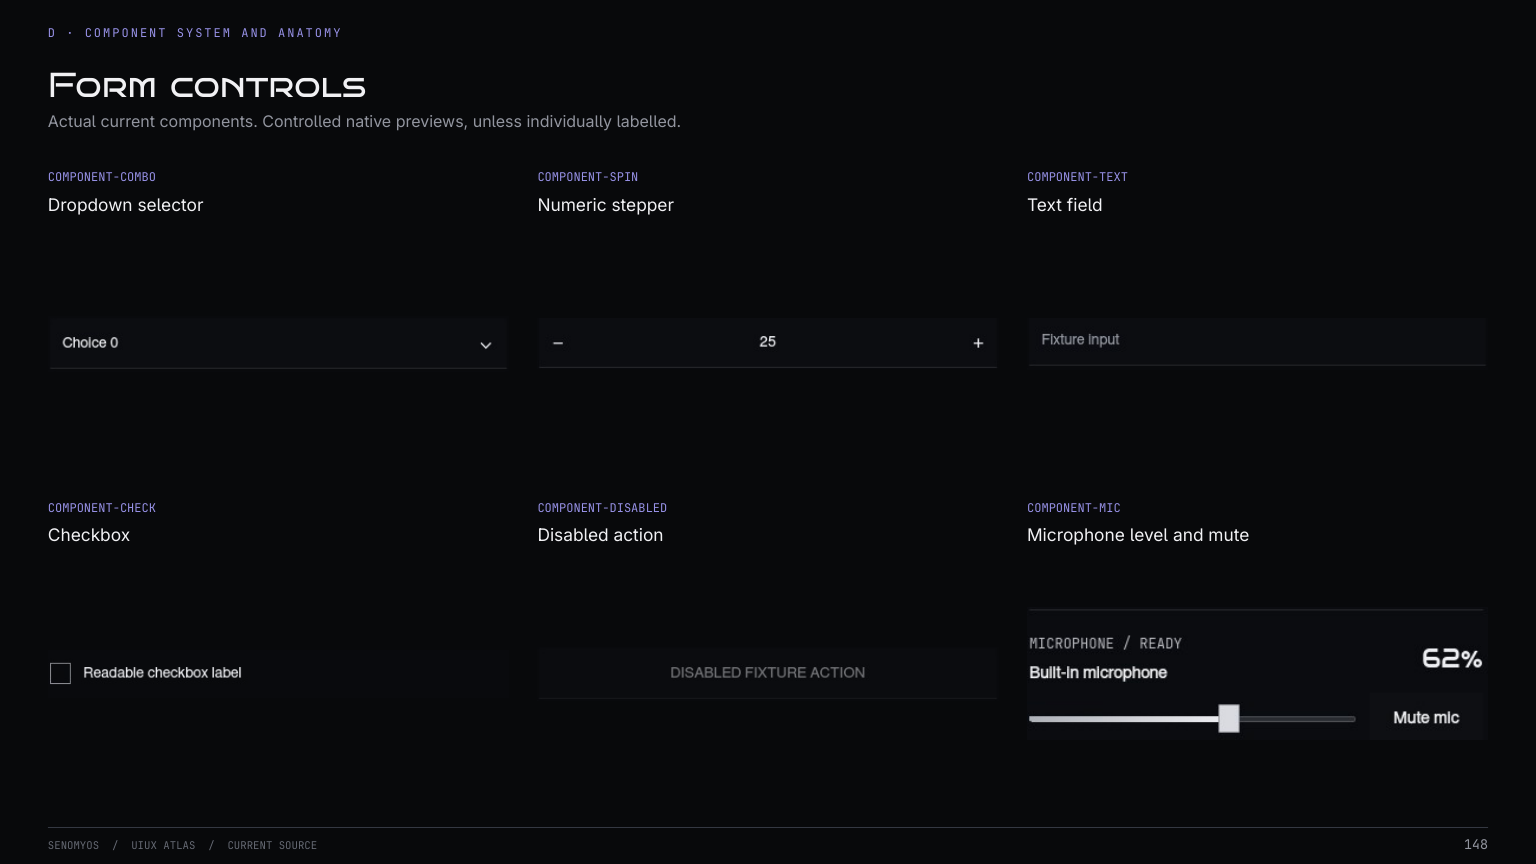 D · COMPONENT SYSTEM AND ANATOMY
FORM CONTROLS
Actual current components. Controlled native previews, unless individually labelled.
COMPONENT-COMBO
Dropdown selector
Choice 0
COMPONENT-SPIN
Numeric stepper
− 25 +
COMPONENT-TEXT
Text field
Fixture input
COMPONENT-CHECK
Checkbox
Readable checkbox label
COMPONENT-DISABLED
Disabled action
DISABLED FIXTURE ACTION
COMPONENT-MIC
Microphone level and mute
MICROPHONE / READY
Built-in microphone
62%
Mute mic
SENOMYOS / UIUX ATLAS / CURRENT SOURCE
148